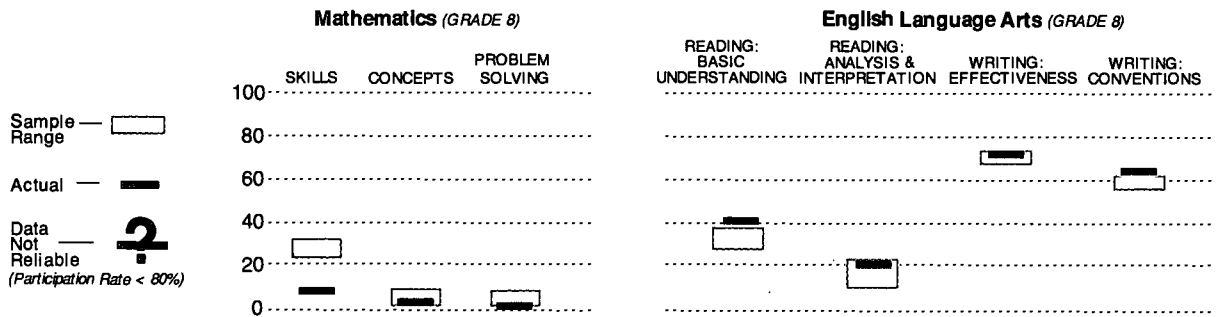 Mathematics (GRADE 8)
English Language Arts (GRADE 8)
SKILLS
CONCEPTS
PROBLEM
SOLVING
READING:
BASIC
UNDERSTANDING
READING:
ANALYSIS &
INTERPRETATION
WRITING:
EFFECTIVENESS
WRITING:
CONVENTIONS
Sample
Range
Actual
Data
Not
Reliable
?
(Participation Rate < 80%)
100
80
60
40
20
0